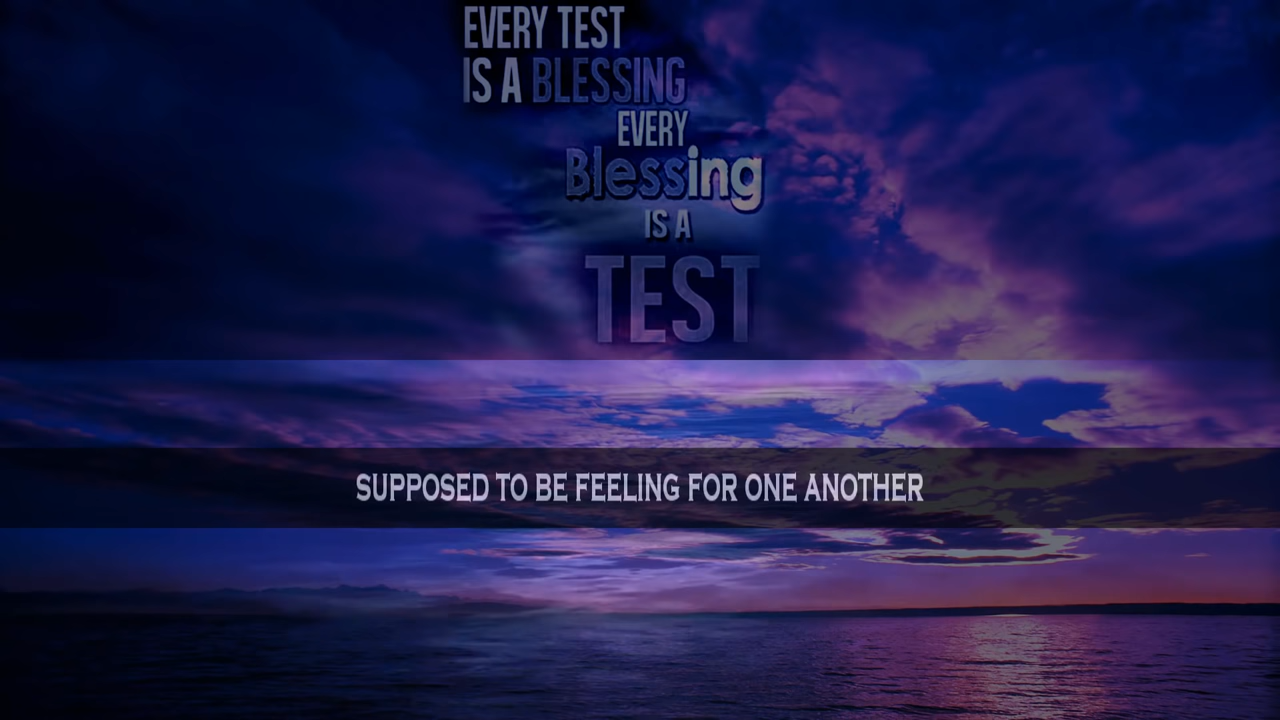 EVERY TEST
IS A BLESSING
EVERY
Blessing
IS A
TEST
SUPPOSED TO BE FEELING FOR ONE ANOTHER